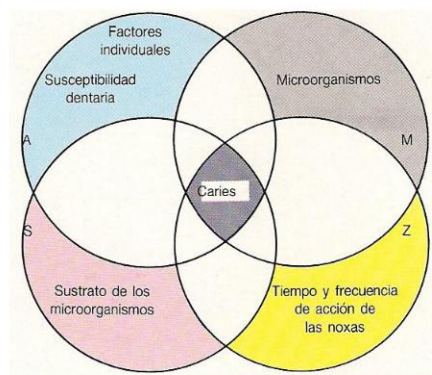 Factores
individuales
Susceptibilidad
dentaria
A
Microorganismos
M
Caries
S
Sustrato de los
microorganismos
Z
Tiempo y frecuencia
de acción de
las noxas